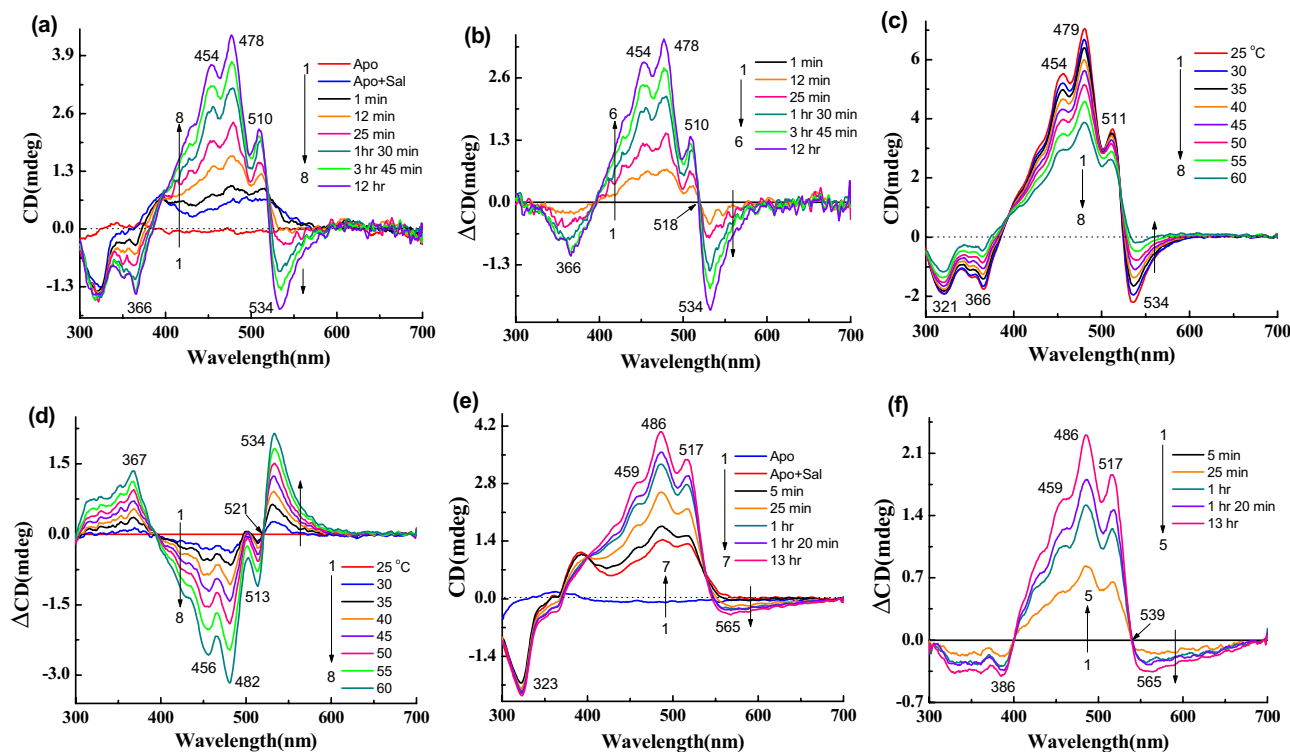 (a)
CD(mdeg)
3.9
2.6
1.3
0.0
-1.3
454
478
510
366
534
8
1
Apo
Apo+Sal
1 min
12 min
25 min
1hr 30 min
3 hr 45 min
12 hr
1
8
300 400 500 600 700
Wavelength(nm)
(b)
ΔCD(mdeg)
2.6
1.3
0.0
-1.3
454
478
510
518
366
534
6
1
1 min
12 min
25 min
1 hr 30 min
3 hr 45 min
12 hr
1
6
300 400 500 600 700
Wavelength(nm)
(c)
CD(mdeg)
6
4
2
0
-2
479
454
511
321
366
534
1
8
25 °C
30
35
40
45
50
55
60
1
8
300 400 500 600 700
Wavelength(nm)
(d)
ΔCD(mdeg)
1.5
0.0
-1.5
-3.0
367
534
521
513
456
482
1
8
25 °C
30
35
40
45
50
55
60
1
8
300 400 500 600 700
Wavelength(nm)
(e)
CD(mdeg)
4.2
2.8
1.4
0.0
-1.4
486
517
459
323
565
7
1
Apo
Apo+Sal
5 min
25 min
1 hr
1 hr 20 min
13 hr
1
7
300 400 500 600 700
Wavelength(nm)
(f)
ΔCD(mdeg)
2.1
1.4
0.7
0.0
-0.7
486
517
459
539
386
565
5
1
5 min
25 min
1 hr
1 hr 20 min
13 hr
1
5
300 400 500 600 700
Wavelength(nm)